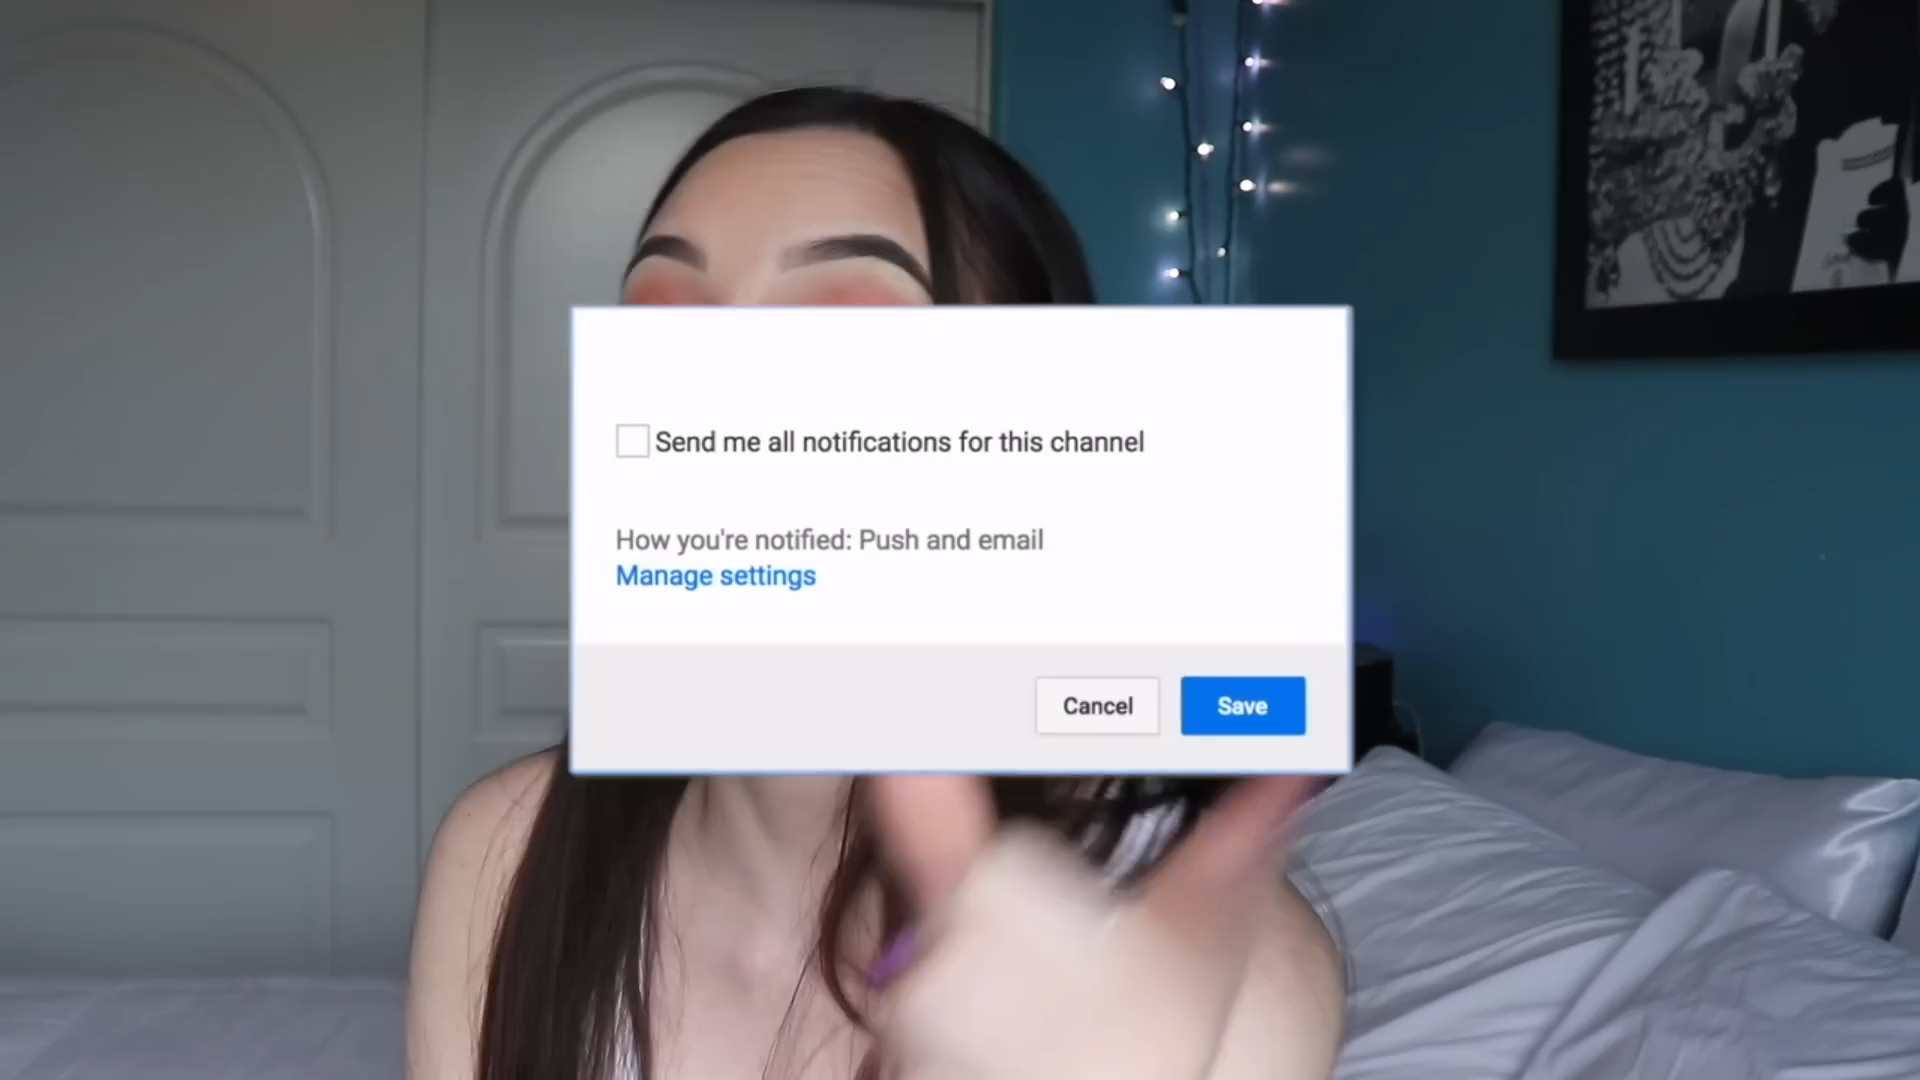 Send me all notifications for this channel
How you're notified: Push and email
Manage settings
Cancel
Save